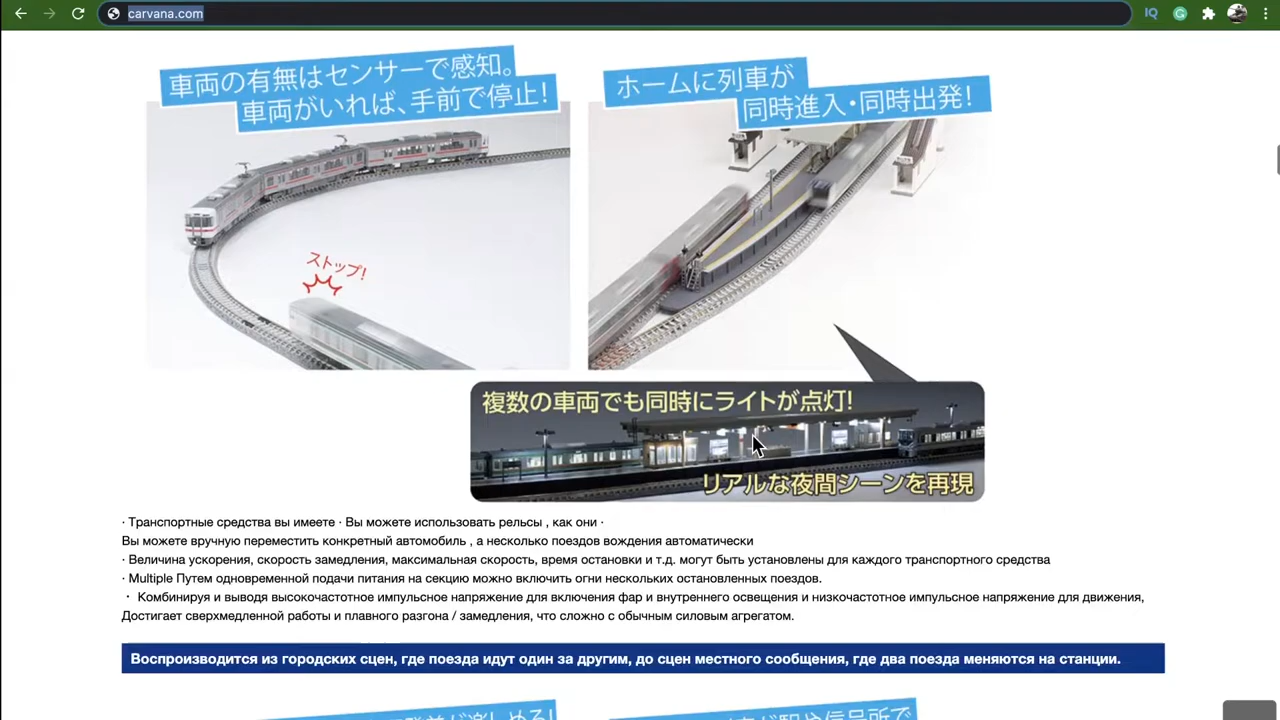 carvana.com
車両の有無はセンサーで感知。
車両がいれば、手前で停止!
ホームに列車が
同時進入・同時出発!
ストップ!
複数の車両でも同時にライトが点灯!
リアルな夜間シーンを再現
· Транспортные средства вы имеете · Вы можете использовать рельсы , как они ·
Вы можете вручную переместить конкретный автомобиль , а несколько поездов вождения автоматически
· Величина ускорения, скорость замедления, максимальная скорость, время остановки и т.д. могут быть установлены для каждого транспортного средства
· Multiple Путем одновременной подачи питания на секцию можно включить огни нескольких остановленных поездов.
・ Комбинируя и выводя высокочастотное импульсное напряжение для включения фар и внутреннего освещения и низкочастотное импульсное напряжение для движения,
Достигает сверхмедленной работы и плавного разгона / замедления, что сложно с обычным силовым агрегатом.
Воспроизводится из городских сцен, где поезда идут один за другим, до сцен местного сообщения, где два поезда меняются на станции.